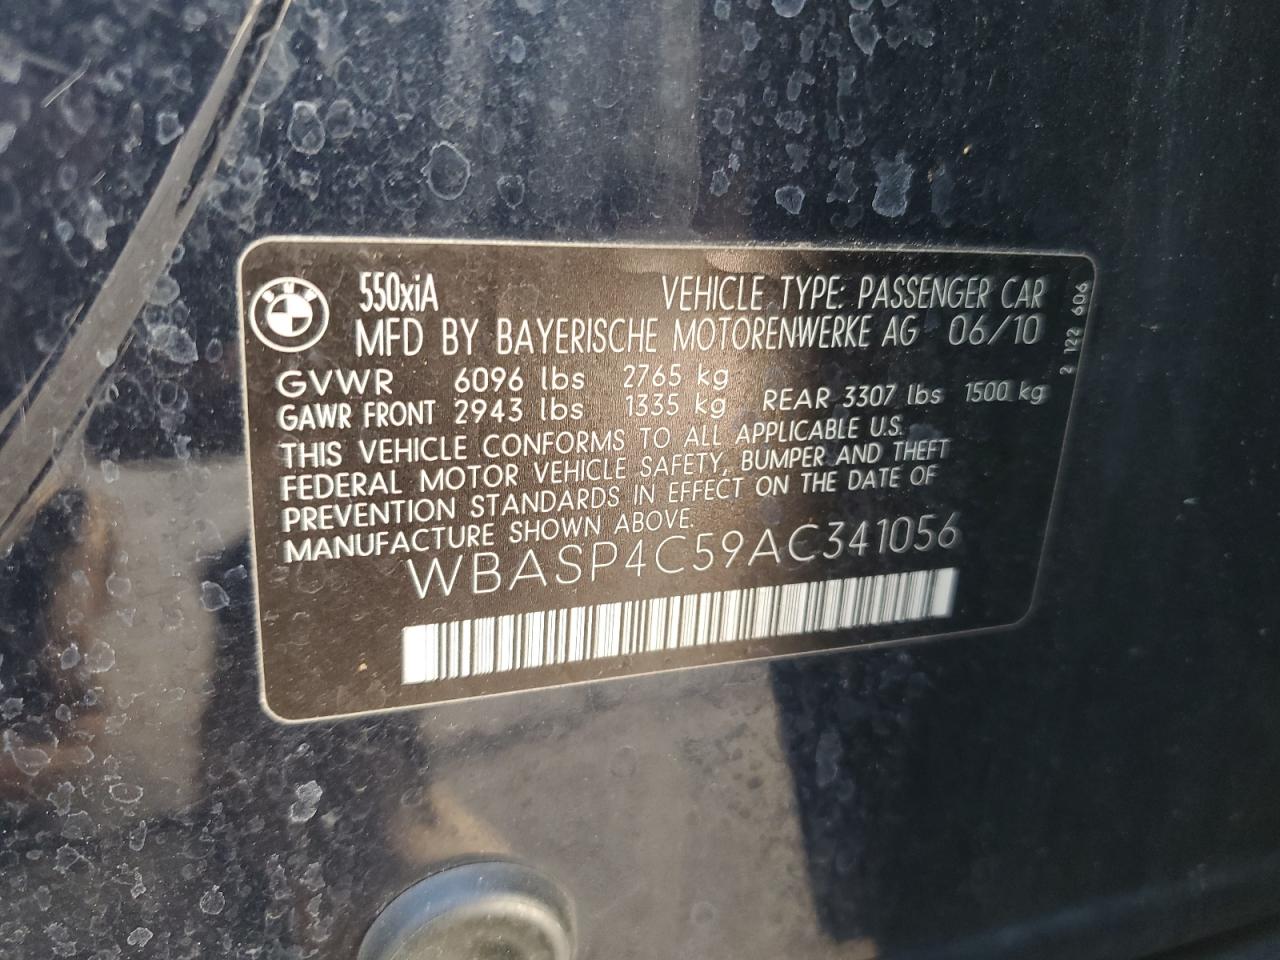 BMW
550xiA
VEHICLE TYPE: PASSENGER CAR
MFD BY BAYERISCHE MOTORENWERKE AG 06/10
GVWR 6096 lbs 2765 kg
GAWR FRONT 2943 lbs 1335 kg REAR 3307 lbs 1500 kg
THIS VEHICLE CONFORMS TO ALL APPLICABLE U.S.
FEDERAL MOTOR VEHICLE SAFETY, BUMPER AND THEFT
PREVENTION STANDARDS IN EFFECT ON THE DATE OF
MANUFACTURE SHOWN ABOVE.
WBASP4C59AC341056
2 122 606